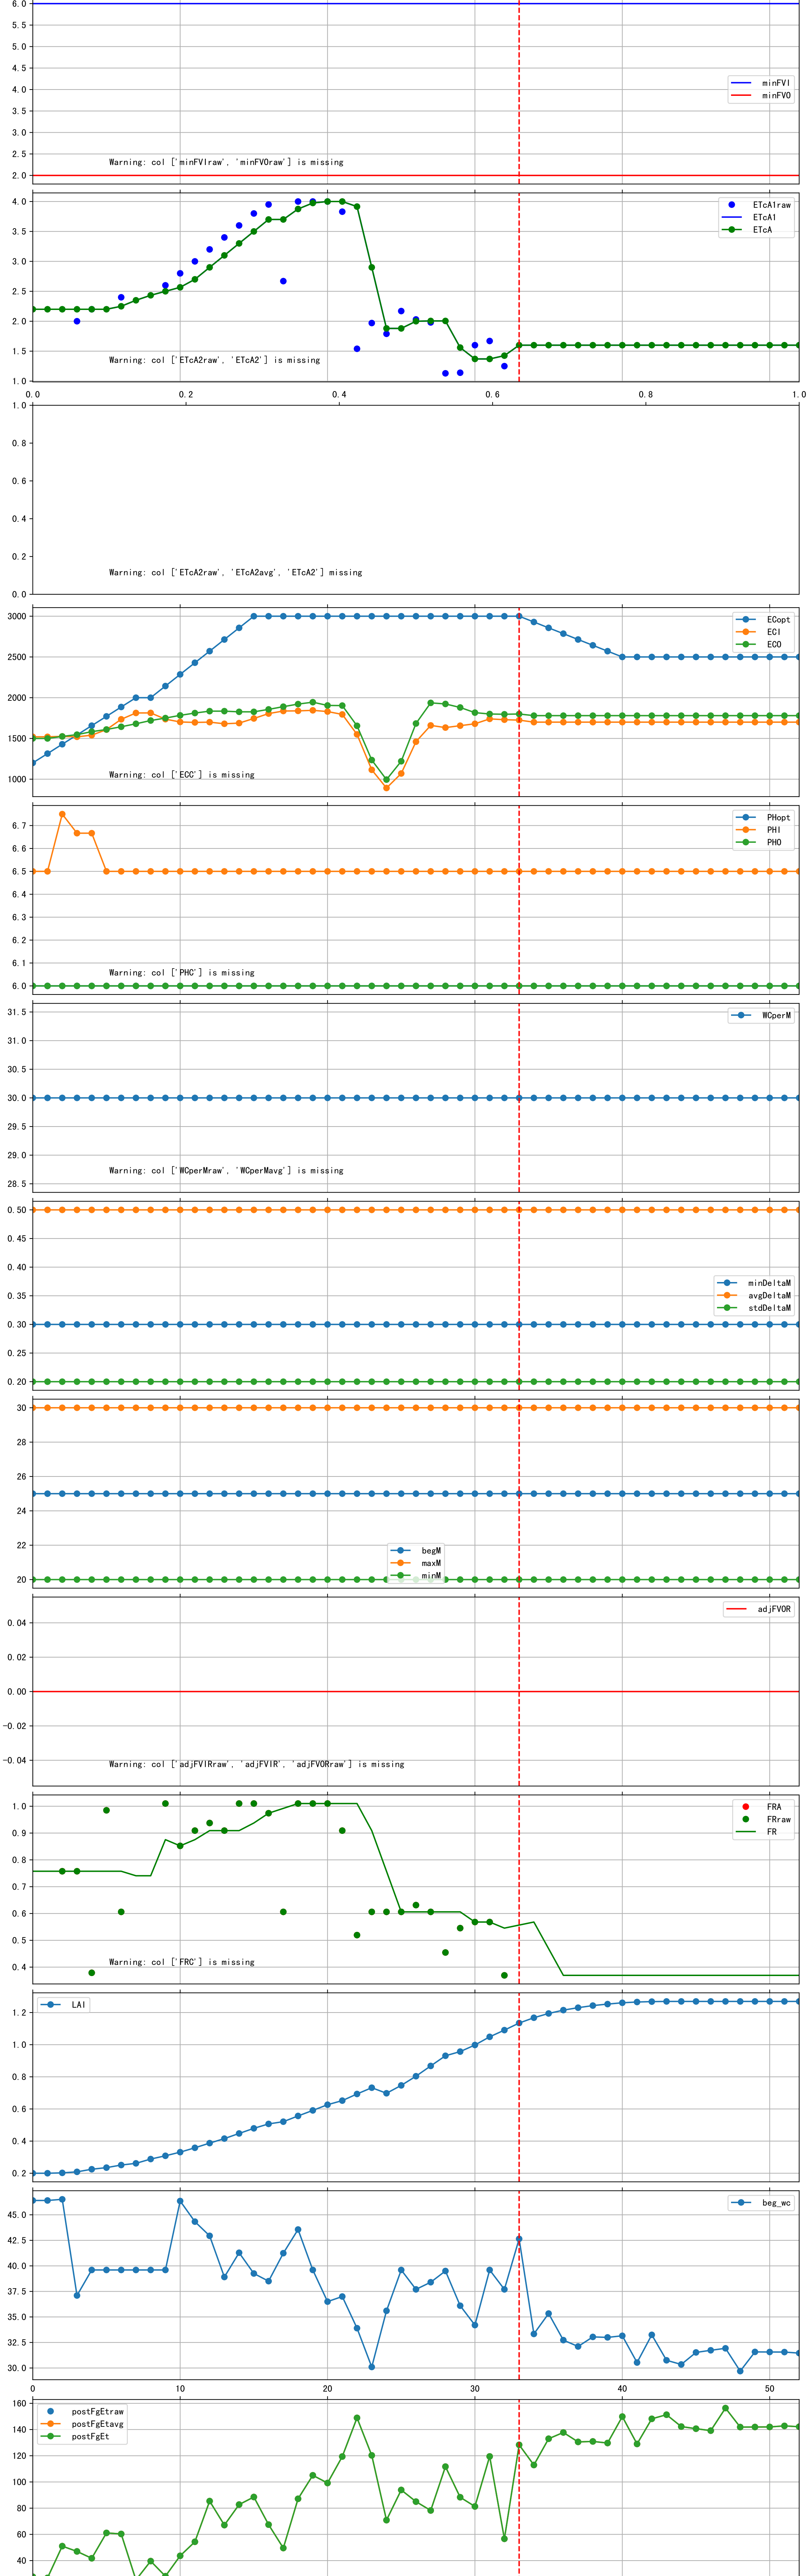 6.0
5.5
5.0
4.5
4.0
3.5
3.0
2.5
2.0
minFVI
minFVO
Warning: col ['minFVIraw', 'minFVOraw'] is missing
4.0
3.5
3.0
2.5
2.0
1.5
1.0
ETcA1raw
ETcA1
ETcA
Warning: col ['ETcA2raw', 'ETcA2'] is missing
0.0 0.2 0.4 0.6 0.8 1.0
1.0
0.8
0.6
0.4
0.2
0.0
Warning: col ['ETcA2raw', 'ETcA2avg', 'ETcA2'] missing
3000
2500
2000
1500
1000
ECopt
ECI
ECO
Warning: col ['ECC'] is missing
6.7
6.6
6.5
6.4
6.3
6.2
6.1
6.0
PHopt
PHI
PHO
Warning: col ['PHC'] is missing
31.5
31.0
30.5
30.0
29.5
29.0
28.5
WCperM
Warning: col ['WCperMraw', 'WCperMavg'] is missing
0.50
0.45
0.40
0.35
0.30
0.25
0.20
minDeltaM
avgDeltaM
stdDeltaM
30
28
26
24
22
20
begM
maxM
minM
0.04
0.02
0.00
-0.02
-0.04
adjFVOR
Warning: col ['adjFVIRraw', 'adjFVIR', 'adjFVORraw'] is missing
1.0
0.9
0.8
0.7
0.6
0.5
0.4
FRA
FRraw
FR
Warning: col ['FRC'] is missing
1.2
1.0
0.8
0.6
0.4
0.2
LAI
45.0
42.5
40.0
37.5
35.0
32.5
30.0
beg_wc
0 10 20 30 40 50
160
140
120
100
80
60
40
postFgEtraw
postFgEtavg
postFgEt